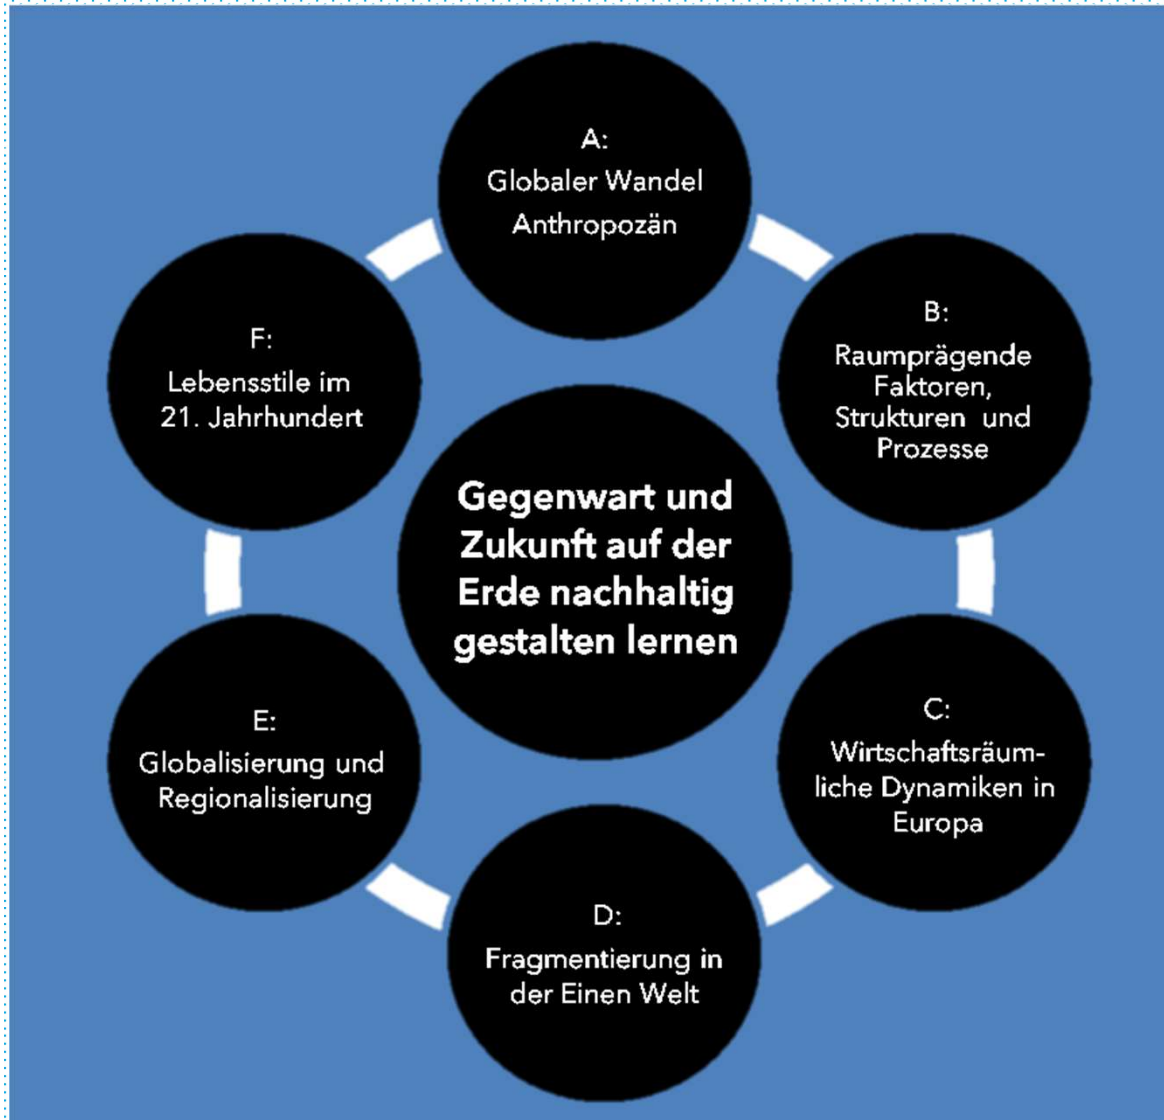 A:
Globaler Wandel
Anthropozän
B:
Raumprägende
Faktoren,
Strukturen und
Prozesse
F:
Lebensstile im
21. Jahrhundert
Gegenwart und
Zukunft auf der
Erde nachhaltig
gestalten lernen
C:
Wirtschaftsräum-
liche Dynamiken in
Europa
E:
Globalisierung und
Regionalisierung
D:
Fragmentierung in
der Einen Welt